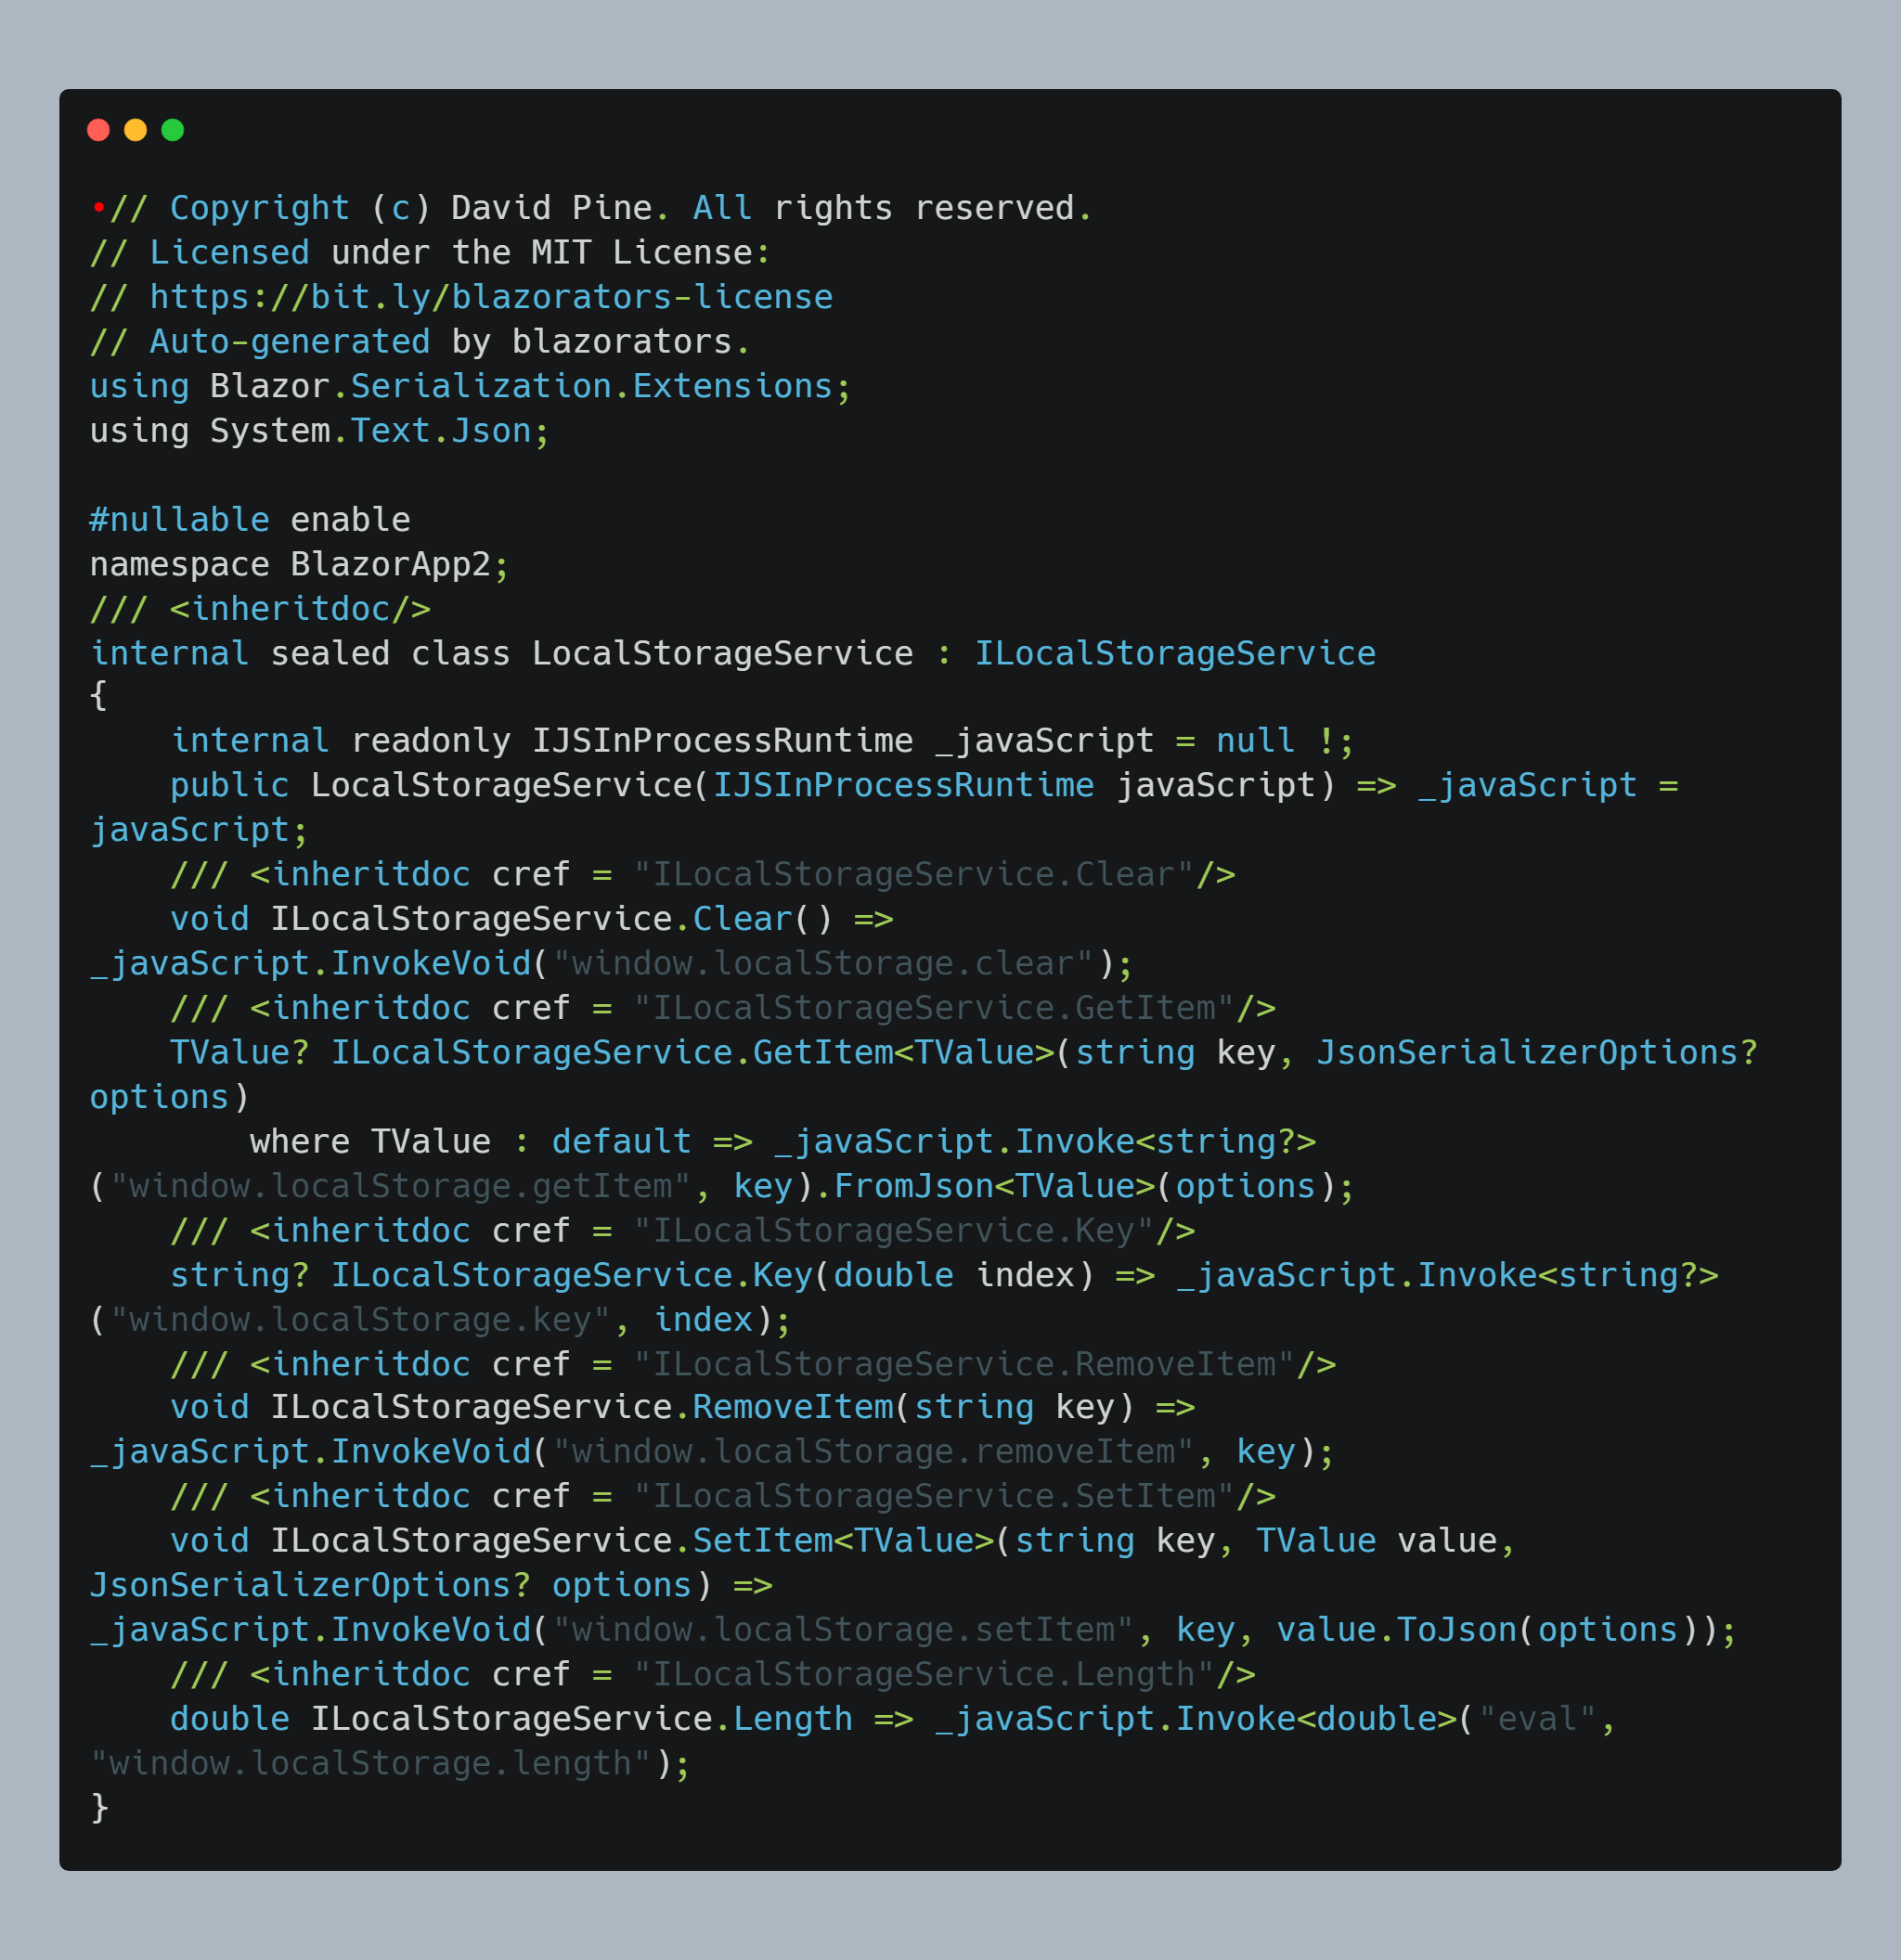 •// Copyright (c) David Pine. All rights reserved.
// Licensed under the MIT License:
// https://bit.ly/blazorators-license
// Auto-generated by blazorators.
using Blazor.Serialization.Extensions;
using System.Text.Json;

#nullable enable
namespace BlazorApp2;
/// <inheritdoc/>
internal sealed class LocalStorageService : ILocalStorageService
{
    internal readonly IJSInProcessRuntime _javaScript = null !;
    public LocalStorageService(IJSInProcessRuntime javaScript) => _javaScript =
javaScript;
    /// <inheritdoc cref = "ILocalStorageService.Clear"/>
    void ILocalStorageService.Clear() =>
_javaScript.InvokeVoid("window.localStorage.clear");
    /// <inheritdoc cref = "ILocalStorageService.GetItem"/>
    TValue? ILocalStorageService.GetItem<TValue>(string key, JsonSerializerOptions?
options)
        where TValue : default => _javaScript.Invoke<string?>
("window.localStorage.getItem", key).FromJson<TValue>(options);
    /// <inheritdoc cref = "ILocalStorageService.Key"/>
    string? ILocalStorageService.Key(double index) => _javaScript.Invoke<string?>
("window.localStorage.key", index);
    /// <inheritdoc cref = "ILocalStorageService.RemoveItem"/>
    void ILocalStorageService.RemoveItem(string key) =>
_javaScript.InvokeVoid("window.localStorage.removeItem", key);
    /// <inheritdoc cref = "ILocalStorageService.SetItem"/>
    void ILocalStorageService.SetItem<TValue>(string key, TValue value,
JsonSerializerOptions? options) =>
_javaScript.InvokeVoid("window.localStorage.setItem", key, value.ToJson(options));
    /// <inheritdoc cref = "ILocalStorageService.Length"/>
    double ILocalStorageService.Length => _javaScript.Invoke<double>("eval",
"window.localStorage.length");
}